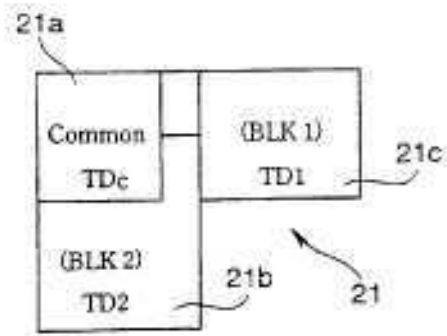 21a
Common
TDc
(BLK 1)
TD1
21c
(BLK 2)
TD2
21b
21